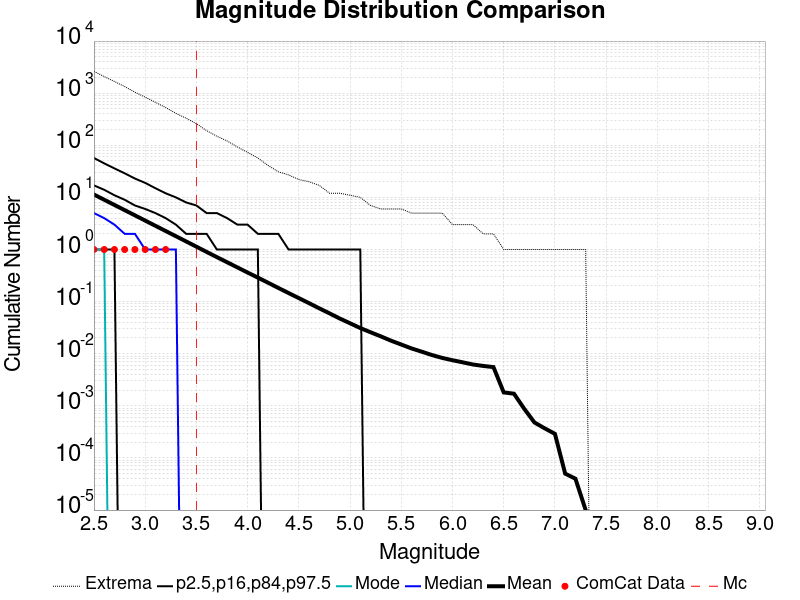 Magnitude Distribution Comparison
10^4
10^3
10^2
10^1
10^0
10^-1
10^-2
10^-3
10^-4
10^-5
Cumulative Number
2.5 3.0 3.5 4.0 4.5 5.0 5.5 6.0 6.5 7.0 7.5 8.0 8.5 9.0
Magnitude
Extrema p2.5,p16,p84,p97.5 Mode Median Mean ComCat Data Mc